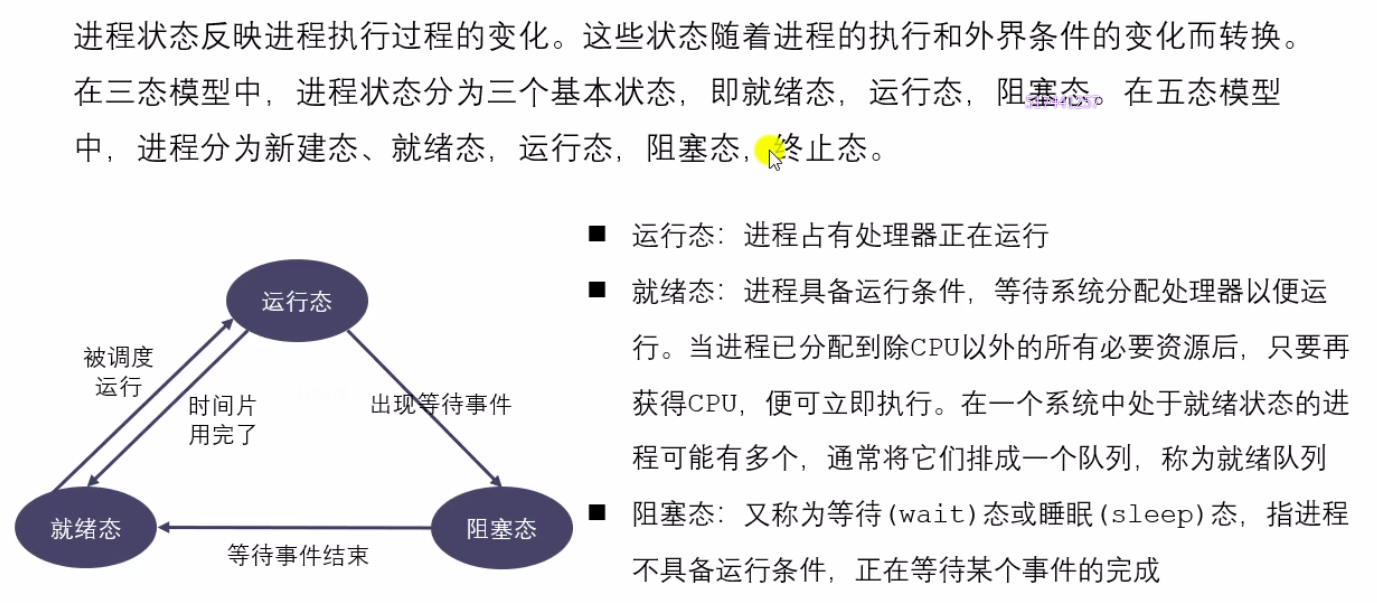 进程状态反映进程执行过程的变化。这些状态随着进程的执行和外界条件的变化而转换。
在三态模型中，进程状态分为三个基本状态，即就绪态，运行态，阻塞态。在五态模型
中，进程分为新建态、就绪态，运行态，阻塞态，终止态。
■ 运行态：进程占有处理器正在运行
■ 就绪态：进程具备运行条件，等待系统分配处理器以便运
行。当进程已分配到除CPU以外的所有必要资源后，只要再
获得CPU，便可立即执行。在一个系统中处于就绪状态的进
程可能有多个，通常将它们排成一个队列，称为就绪队列
■ 阻塞态：又称为等待(wait)态或睡眠(sleep)态，指进程
不具备运行条件，正在等待某个事件的完成
运行态
被调度
运行
时间片
用完了
出现等待事件
就绪态
阻塞态
等待事件结束